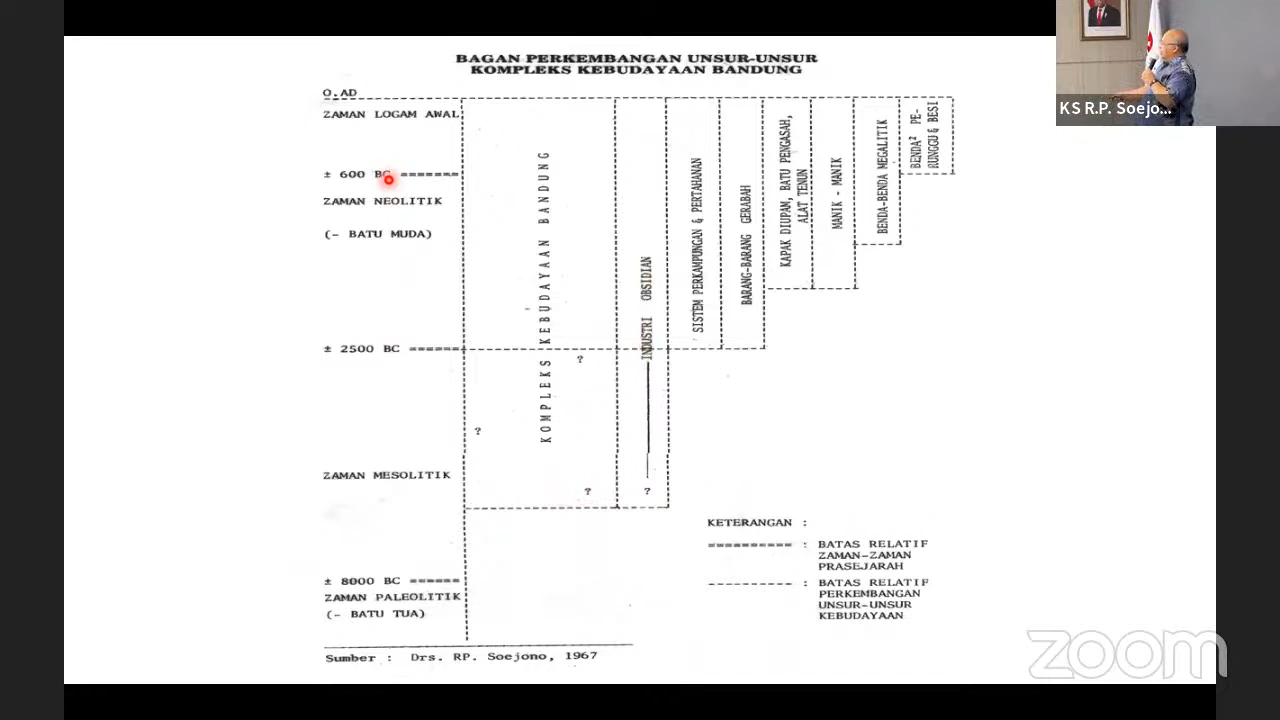 BAGAN PERKEMBANGAN UNSUR-UNSUR
KOMPLEKS KEBUDAYAAN BANDUNG
KS R.P. Soejo...
O.AD
ZAMAN LOGAM AWAL
± 600 BC =======
ZAMAN NEOLITIK
(- BATU MUDA)
± 2500 BC ======
ZAMAN MESOLITIK
± 8000 BC ======
ZAMAN PALEOLITIK
(- BATU TUA)
KOMPLEKS KEBUDAYAAN BANDUNG
?
?
?
INDUSTRI OBSIDIAN
?
SISTEM PERKAMPUNGAN & PERTAHANAN
BARANG-BARANG GERABAH
KAPAK DIUPAM, BATU PENGASAH,
ALAT TENUN
MANIK - MANIK
BENDA-BENDA MEGALITIK
BENDA² PE-
RUNGGU & BESI
KETERANGAN :
========== : BATAS RELATIF
ZAMAN-ZAMAN
PRASEJARAH
---------- : BATAS RELATIF
PERKEMBANGAN
UNSUR-UNSUR
KEBUDAYAAN
Sumber : Drs. RP. Soejono, 1967
zoom